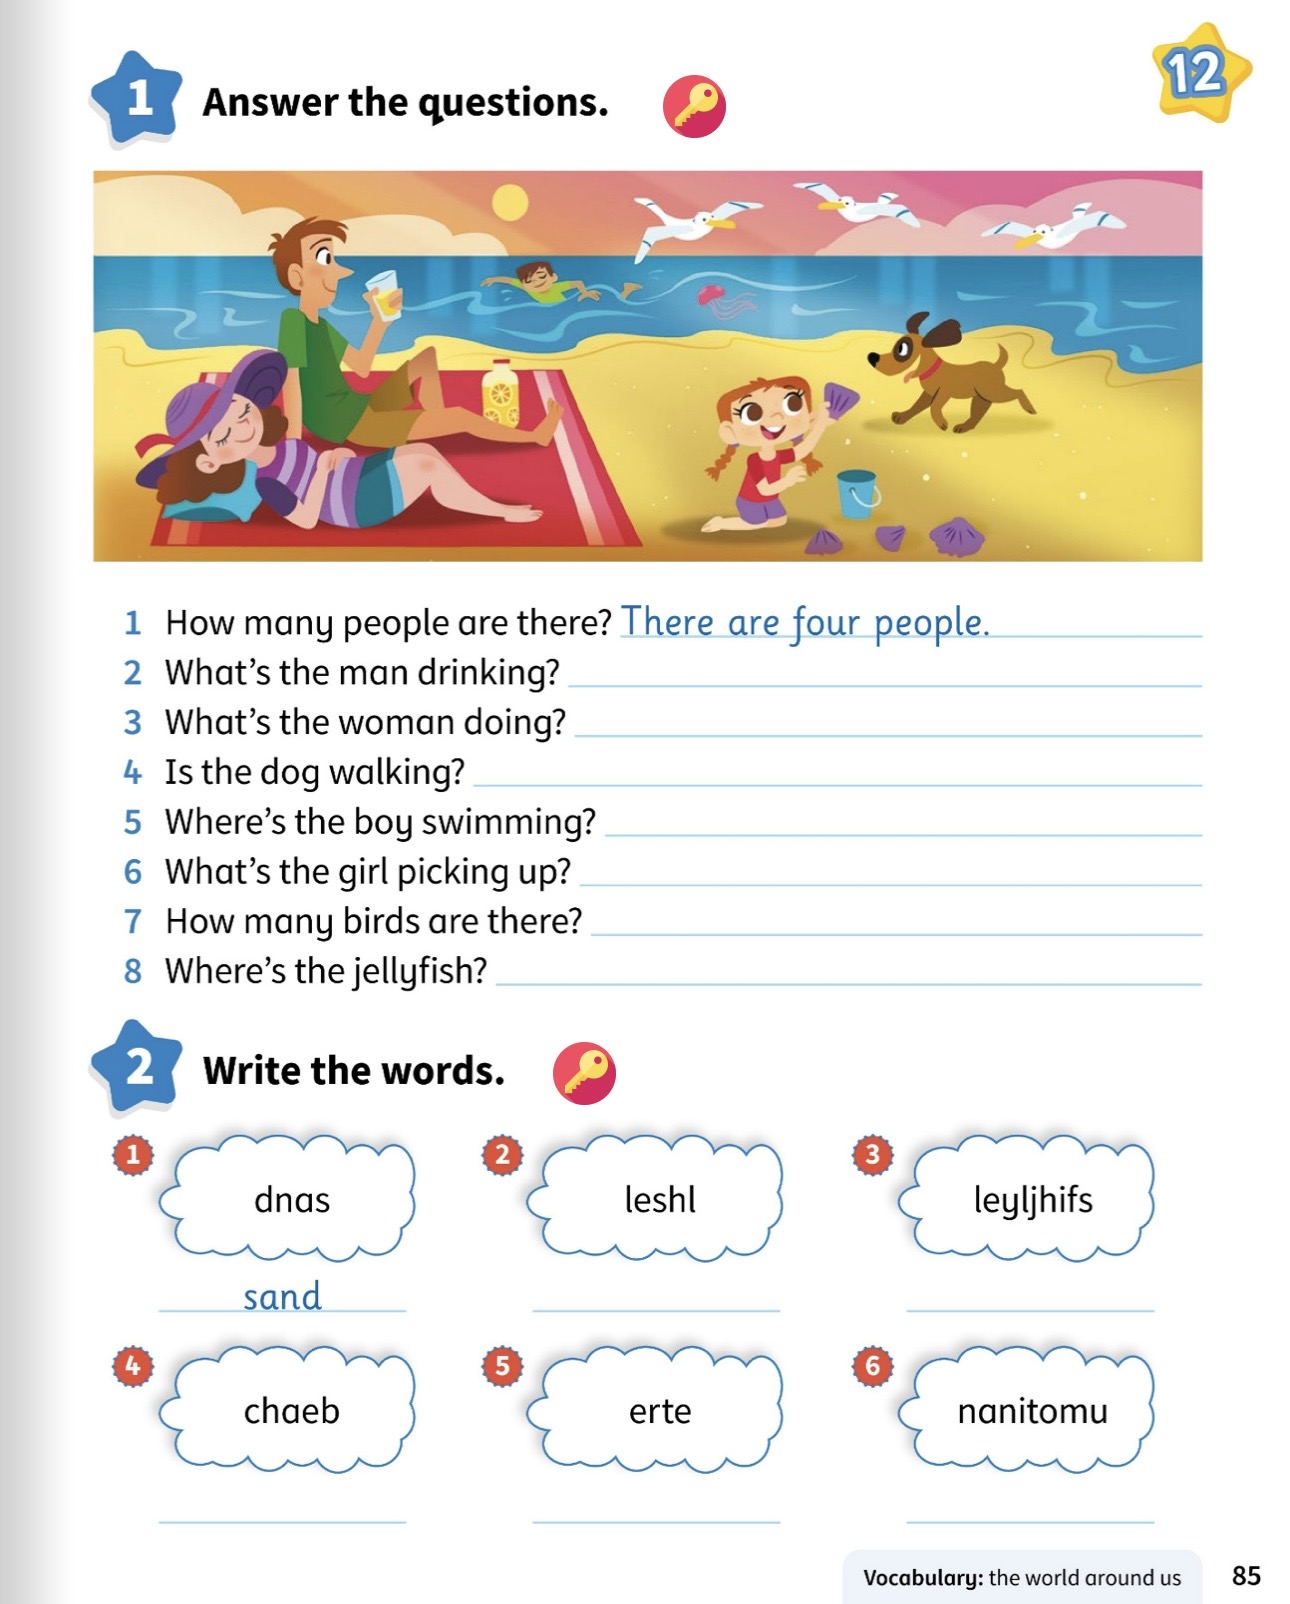 1 Answer the questions.
12
1 How many people are there? There are four people.
2 What's the man drinking?
3 What's the woman doing?
4 Is the dog walking?
5 Where's the boy swimming?
6 What's the girl picking up?
7 How many birds are there?
8 Where's the jellyfish?
2 Write the words.
1 dnas
2 leshl
3 leyljhifs
sand
4 chaeb
5 erte
6 nanitomu
Vocabulary: the world around us 85